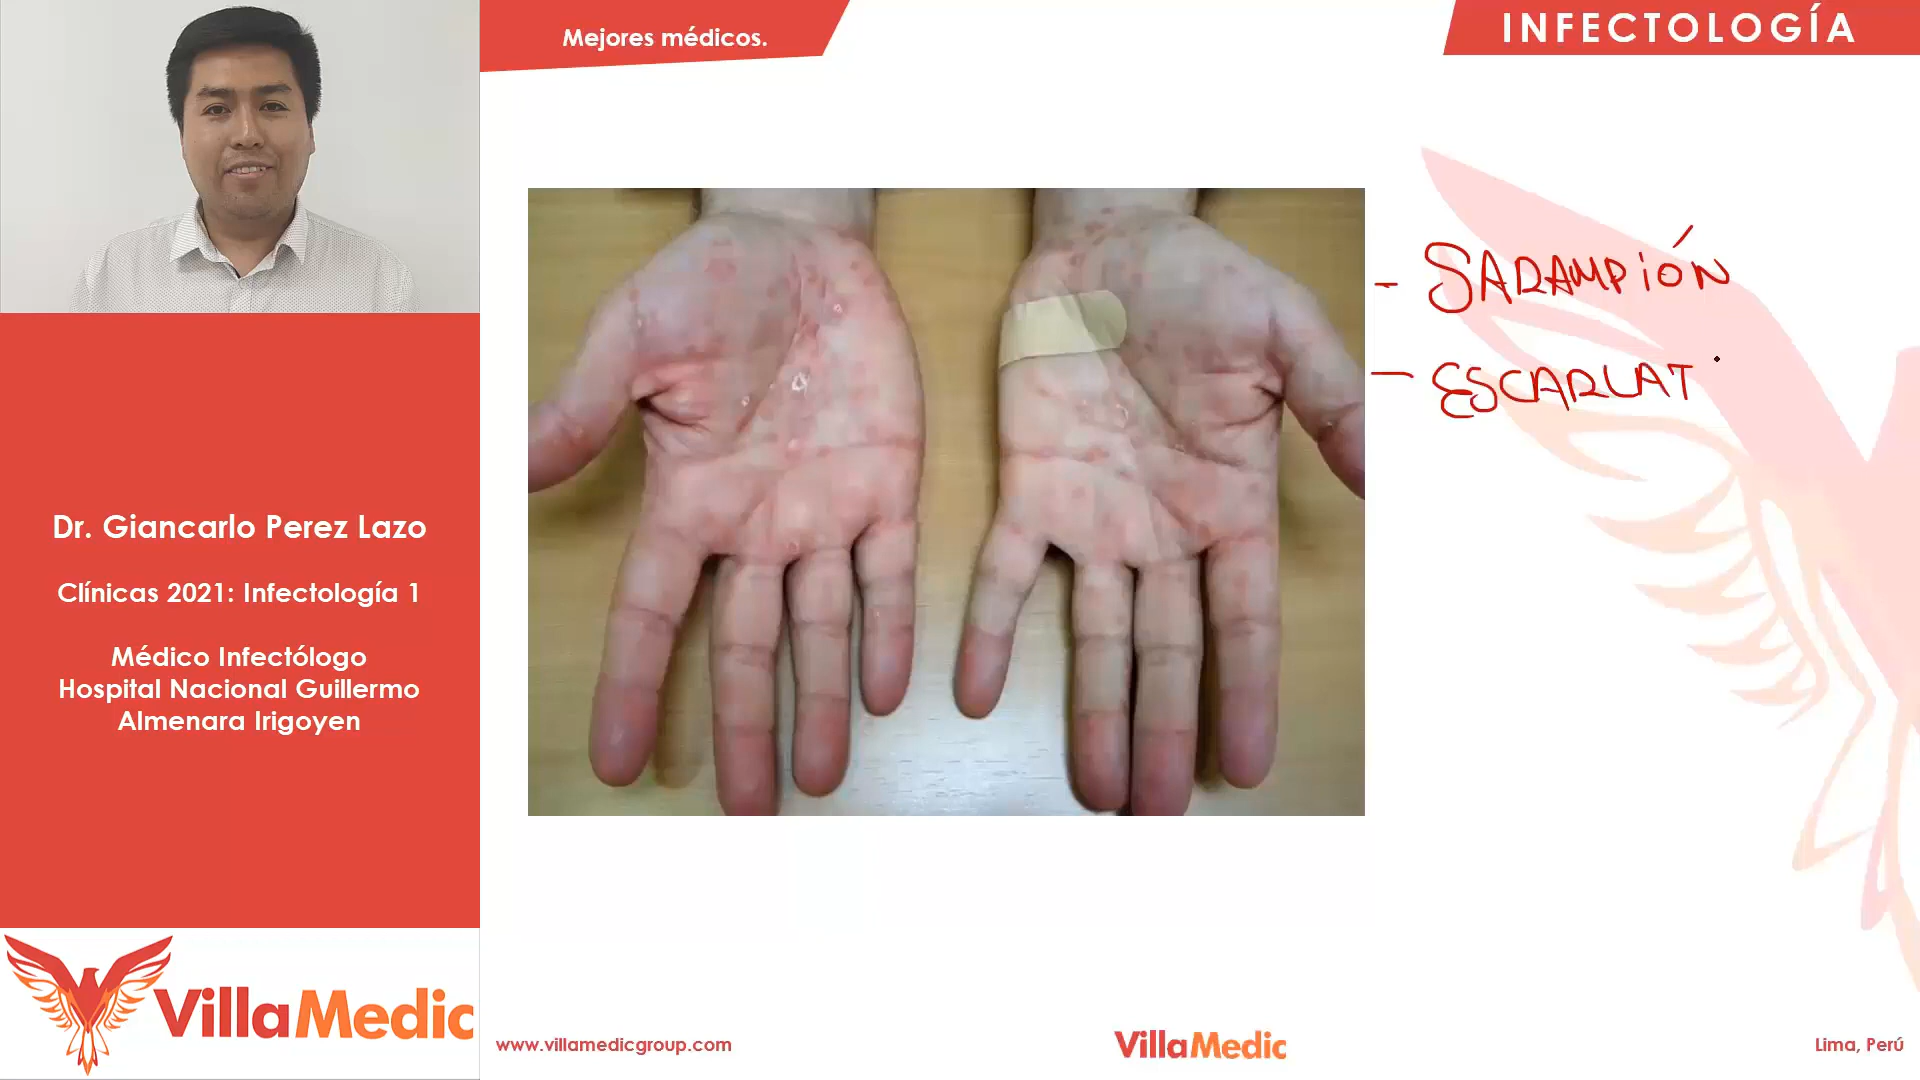 Mejores médicos.
INFECTOLOGÍA
- SARAMPIÓN
- ESCARLAT
Dr. Giancarlo Perez Lazo
Clínicas 2021: Infectología 1
Médico Infectólogo
Hospital Nacional Guillermo
Almenara Irigoyen
VillaMedic
www.villamedicgroup.com
VillaMedic
Lima, Perú